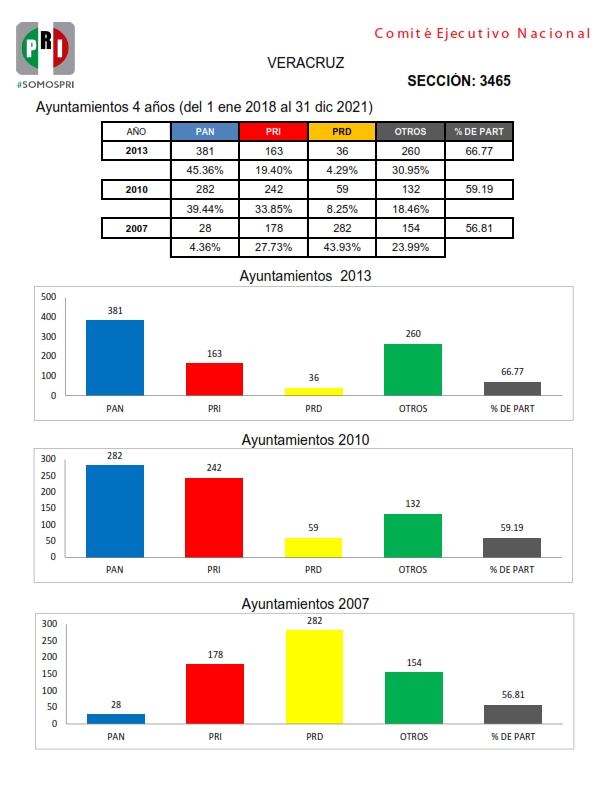 PRI
#SOMOSPRI
Comité Ejecutivo Nacional
VERACRUZ
SECCIÓN: 3465
Ayuntamientos 4 años (del 1 ene 2018 al 31 dic 2021)
AÑO PAN PRI PRD OTROS % DE PART
2013 381 163 36 260 66.77
45.36% 19.40% 4.29% 30.95%
2010 282 242 59 132 59.19
39.44% 33.85% 8.25% 18.46%
2007 28 178 282 154 56.81
4.36% 27.73% 43.93% 23.99%
Ayuntamientos 2013
500
400
300
200
100
0
381 163 36 260 66.77
PAN PRI PRD OTROS % DE PART
Ayuntamientos 2010
300
250
200
150
100
50
0
282 242 59 132 59.19
PAN PRI PRD OTROS % DE PART
Ayuntamientos 2007
300
250
200
150
100
50
0
28 178 282 154 56.81
PAN PRI PRD OTROS % DE PART